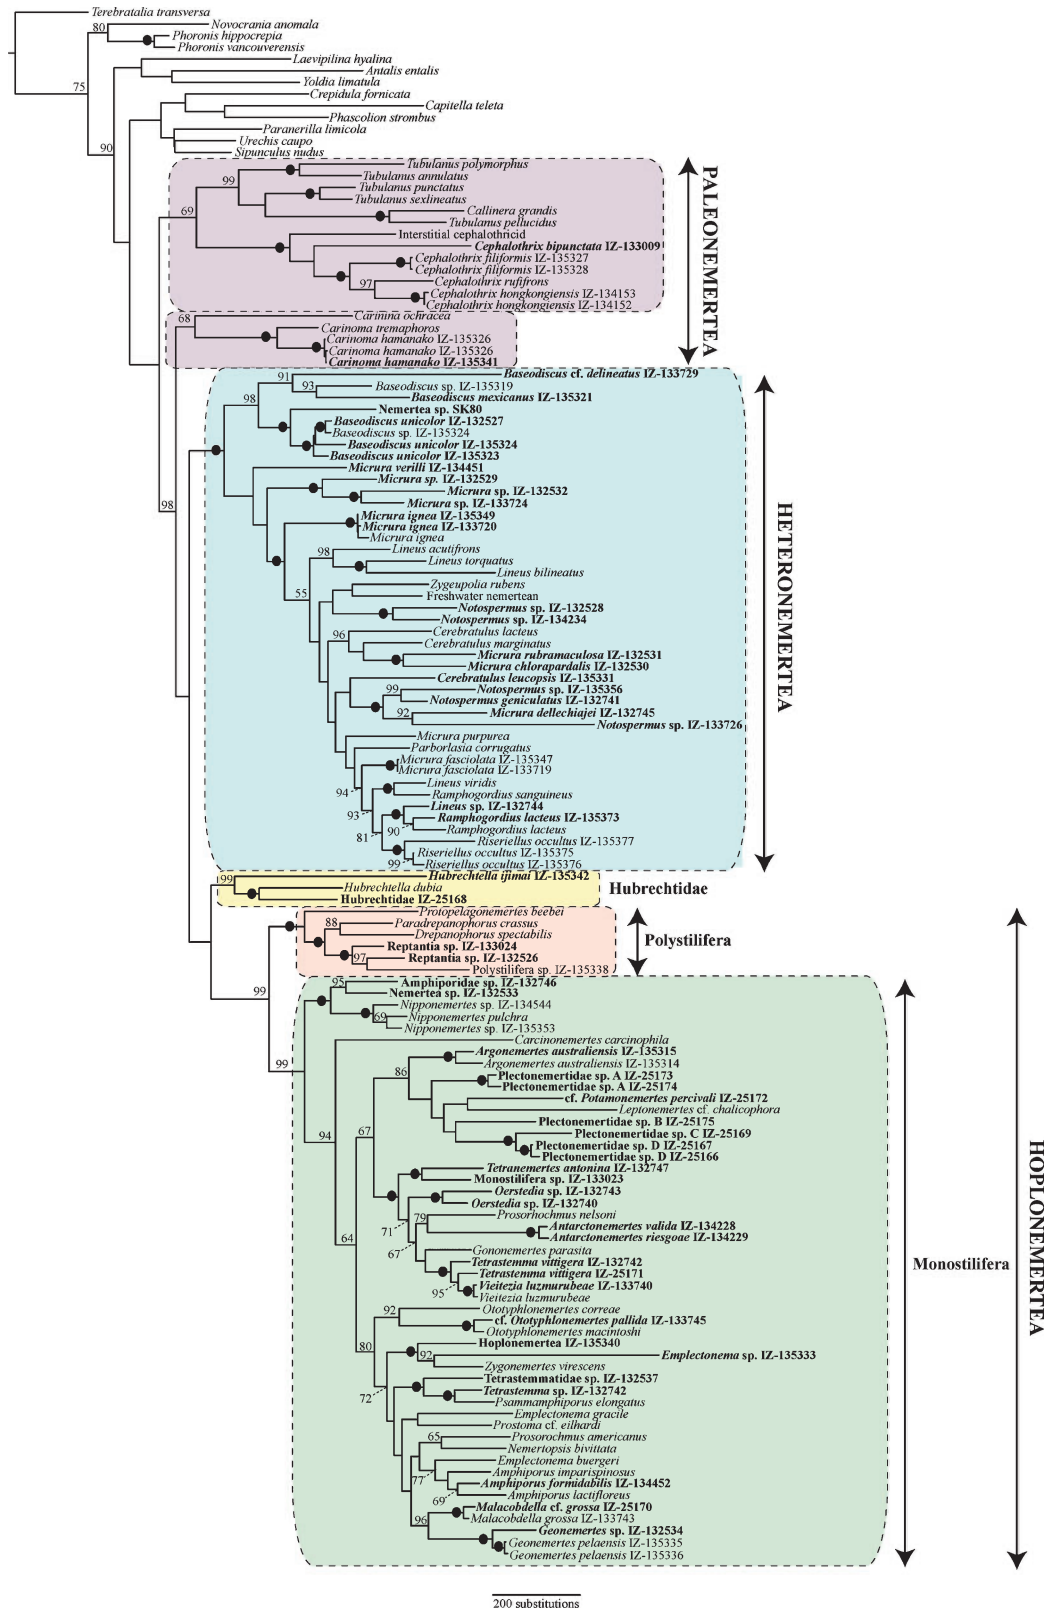 Terebratalia transversa
80
Novocrania anomala
Phoronis hippocrepia
Phoronis vancouverensis
Laevipilina hyalina
Antalis entalis
75
Yoldia limatula
Crepidula fornicata
Capitella teleta
Phascolion strombus
Paranerilla limicola
Urechis caupo
90
Sipunculus nudus
Tubulanus polymorphus
Tubulanus annulatus
99
Tubulanus punctatus
Tubulanus sexlineatus
69
Callinera grandis
Tubulanus pellucidus
Interstitial cephalothricid
Cephalothrix bipunctata IZ-133009
Cephalothrix filiformis IZ-135327
Cephalothrix filiformis IZ-135328
97
Cephalothrix rufifrons
Cephalothrix hongkongiensis IZ-134153
Cephalothrix hongkongiensis IZ-134152
PALEONEMERTEA
68
Carinina ochracea
Carinoma tremaphoros
Carinoma hamanako IZ-135326
Carinoma hamanako IZ-135326
Carinoma hamanako IZ-135341
91
Baseodiscus cf. delineatus IZ-133729
93
Baseodiscus sp. IZ-135319
98
Baseodiscus mexicanus IZ-135321
Nemertea sp. SK80
Baseodiscus unicolor IZ-132527
Baseodiscus sp. IZ-135324
Baseodiscus unicolor IZ-135324
Baseodiscus unicolor IZ-135323
Micrura verilli IZ-134451
Micrura sp. IZ-132529
Micrura sp. IZ-132532
98
Micrura sp. IZ-133724
Micrura ignea IZ-135349
Micrura ignea IZ-133720
Micrura ignea
98
Lineus acutifrons
Lineus torquatus
Lineus bilineatus
Zygeupolia rubens
55
Freshwater nemertean
Notospermus sp. IZ-132528
Notospermus sp. IZ-134234
96
Cerebratulus lacteus
Cerebratulus marginatus
Micrura rubramaculosa IZ-132531
Micrura chlorapardalis IZ-132530
Cerebratulus leucopsis IZ-135331
99
Notospermus sp. IZ-135356
Notospermus geniculatus IZ-132741
92
Micrura dellechiajei IZ-132745
Notospermus sp. IZ-133726
Micrura purpurea
Parborlasia corrugatus
Micrura fasciolata IZ-135347
Micrura fasciolata IZ-133719
Lineus viridis
94
Ramphogordius sanguineus
Lineus sp. IZ-132744
93
Ramphogordius lacteus IZ-135373
81
90
Ramphogordius lacteus
Riseriellus occultus IZ-135377
Riseriellus occultus IZ-135375
99
Riseriellus occultus IZ-135376
HETERONEMERTEA
99
Hubrechtella ijimai IZ-135342
Hubrechtella dubia
Hubrechtidae IZ-25168
Hubrechtidae
Protopelagonemertes beebei
88
Paradrepanophorus crassus
Drepanophorus spectabilis
Reptantia sp. IZ-133024
97
Reptantia sp. IZ-132526
Polystilifera sp. IZ-135338
Polystilifera
95
Amphiporidae sp. IZ-132746
99
Nemertea sp. IZ-132533
Nipponemertes sp. IZ-134544
69
Nipponemertes pulchra
Nipponemertes sp. IZ-135353
Carcinonemertes carcinophila
Argonemertes australiensis IZ-135315
99
Argonemertes australiensis IZ-135314
86
Plectonemertidae sp. A IZ-25173
Plectonemertidae sp. A IZ-25174
cf. Potamonemertes percivali IZ-25172
Leptonemertes cf. chalicophora
Plectonemertidae sp. B IZ-25175
94
67
Plectonemertidae sp. C IZ-25169
Plectonemertidae sp. D IZ-25167
Plectonemertidae sp. D IZ-25166
Tetranemertes antonina IZ-132747
Monostilifera sp. IZ-133023
Oerstedia sp. IZ-132743
Oerstedia sp. IZ-132740
79
Prosorhochmus nelsoni
71
Antarctonemertes valida IZ-134228
64
Antarctonemertes riesgoae IZ-134229
67
Gononemertes parasita
Tetrastemma vittigera IZ-132742
Tetrastemma vittigera IZ-25171
95
Vieitezia luzmurubeae IZ-133740
Vieitezia luzmurubeae
92
Ototyphlonemertes correae
cf. Ototyphlonemertes pallida IZ-133745
Ototyphlonemertes macintoshi
80
Hoplonemertea IZ-135340
92
Emplectonema sp. IZ-135333
Zygonemertes virescens
72
Tetrastemmatidae sp. IZ-132537
Tetrastemma sp. IZ-132742
Psammamphiporus elongatus
Emplectonema gracile
Prostoma cf. eilhardi
65
Prosorochmus americanus
Nemertopsis bivittata
Emplectonema buergeri
77
Amphiporus imparispinosus
Amphiporus formidabilis IZ-134452
69
Amphiporus lactifloreus
Malacobdella cf. grossa IZ-25170
96
Malacobdella grossa IZ-133743
Geonemertes sp. IZ-132534
Geonemertes pelaensis IZ-135335
Geonemertes pelaensis IZ-135336
Monostilifera
HOPLONEMERTEA
200 substitutions